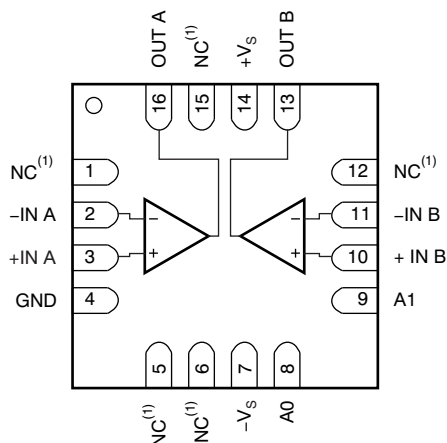 OUT A
NC(1)
+VS
OUT B
16
15
14
13
NC(1) 1
12 NC(1)
–IN A 2 –
– 11 –IN B
+IN A 3 +
+ 10 + IN B
GND 4
9 A1
5
6
7
8
NC(1)
NC(1)
–VS
A0